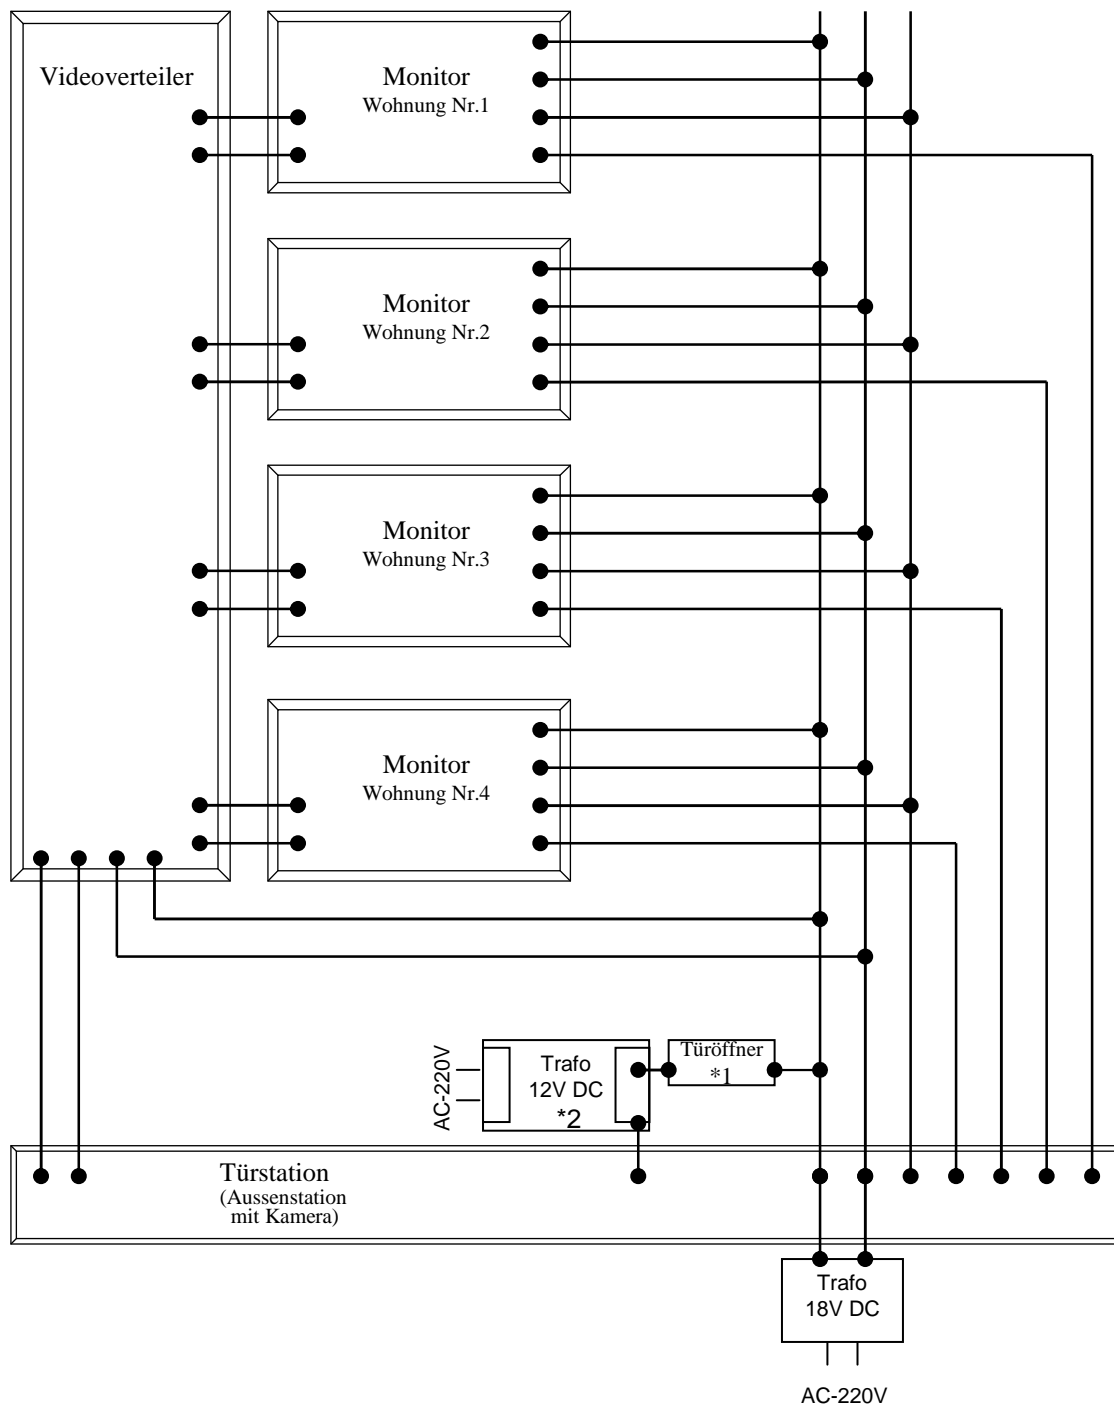 Videoverteiler
Monitor
Wohnung Nr.1
Monitor
Wohnung Nr.2
Monitor
Wohnung Nr.3
Monitor
Wohnung Nr.4
AC-220V
Trafo
12V DC
*2
Türöffner
*1
Türstation
(Aussenstation
mit Kamera)
Trafo
18V DC
AC-220V